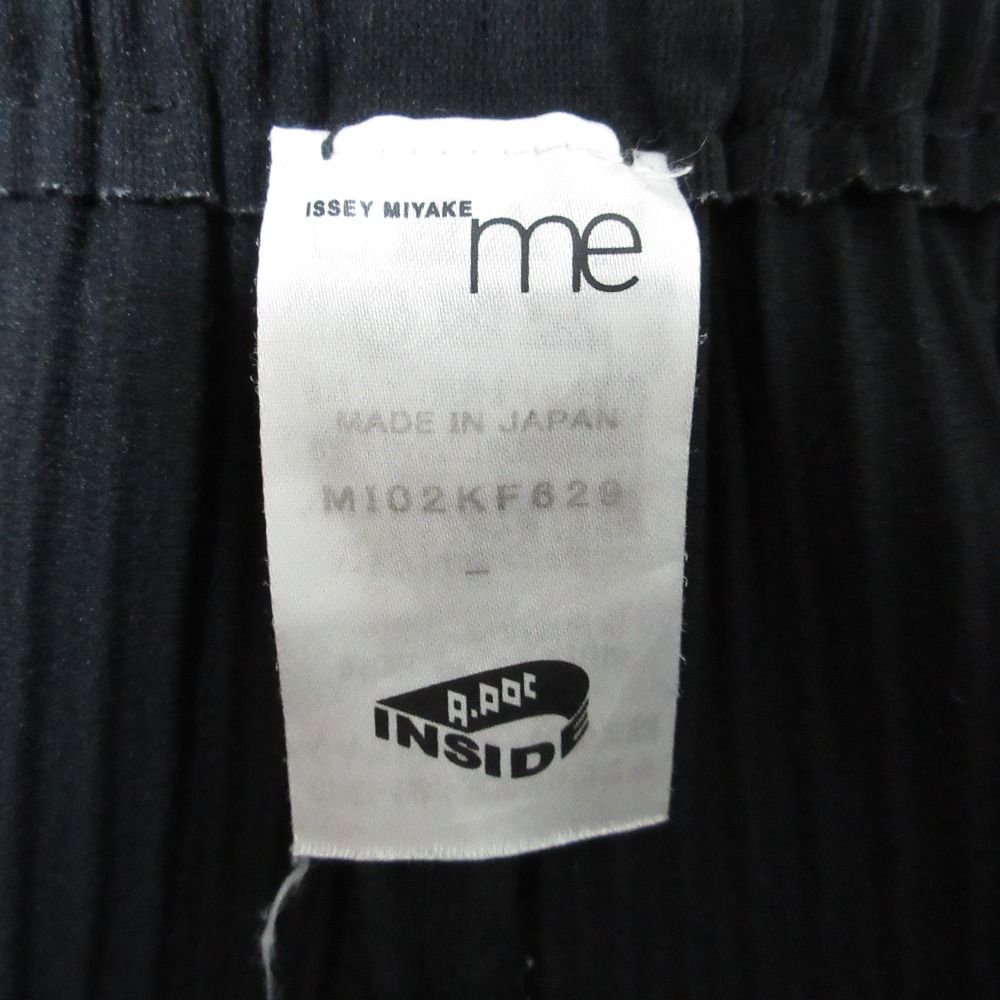 ISSEY MIYAKE
me
MADE IN JAPAN
MI02KF629
–
A.POC
INSIDE